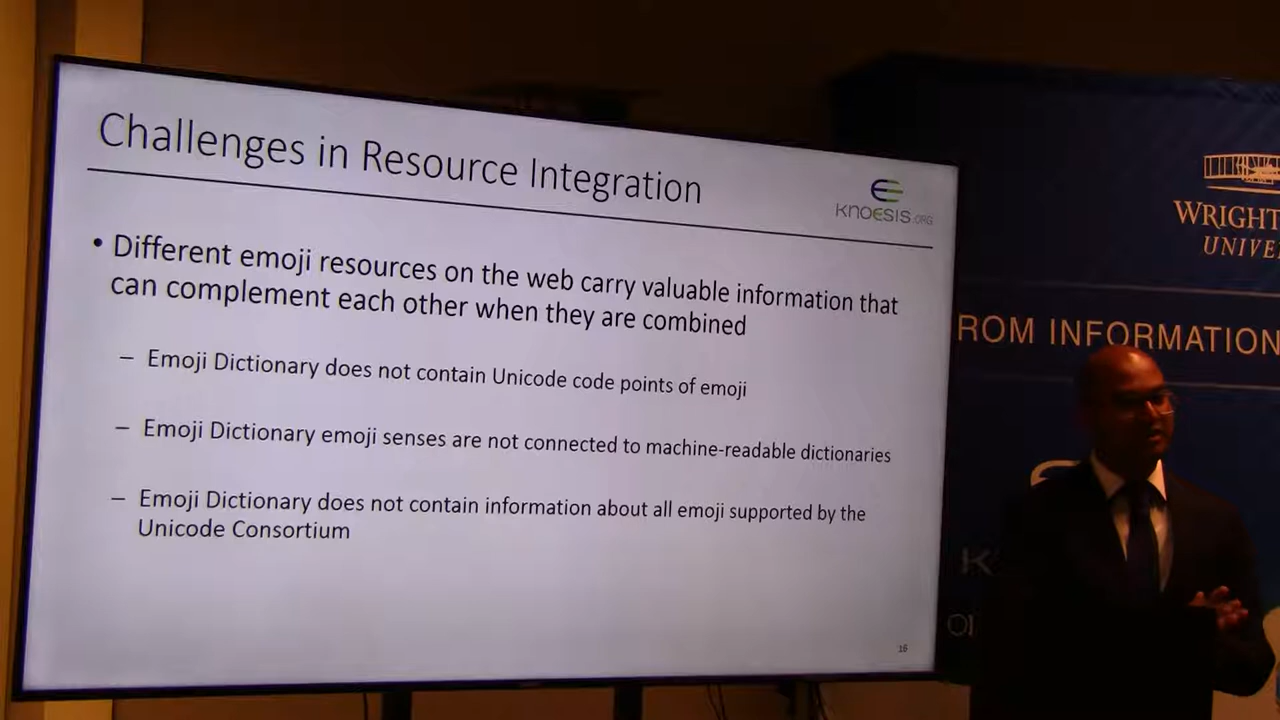 Challenges in Resource Integration
KNOESIS.ORG
• Different emoji resources on the web carry valuable information that
can complement each other when they are combined
– Emoji Dictionary does not contain Unicode code points of emoji
– Emoji Dictionary emoji senses are not connected to machine-readable dictionaries
– Emoji Dictionary does not contain information about all emoji supported by the
Unicode Consortium
16
WRIGHT
UNIVE
ROM INFORMATION